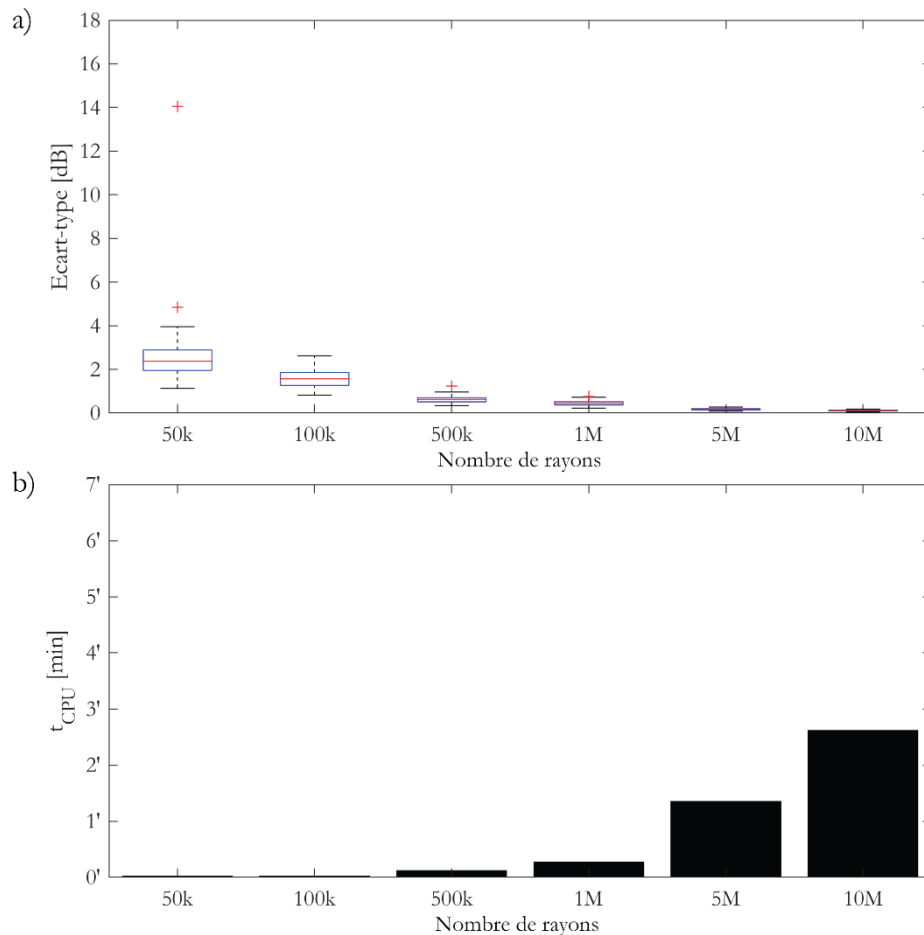 a)
Ecart-type [dB]
18
16
14
12
10
8
6
4
2
0
50k 100k 500k 1M 5M 10M
Nombre de rayons
b)
t_CPU [min]
7'
6'
5'
4'
3'
2'
1'
0'
50k 100k 500k 1M 5M 10M
Nombre de rayons